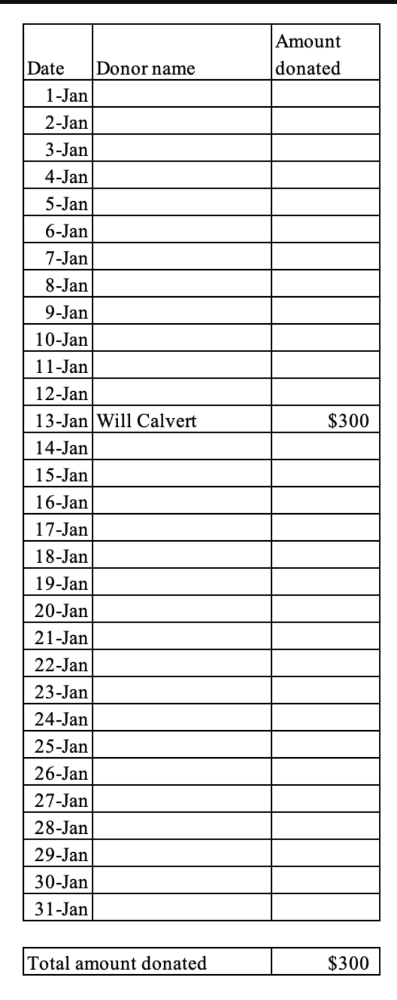 Date Donor name Amount donated
1-Jan
2-Jan
3-Jan
4-Jan
5-Jan
6-Jan
7-Jan
8-Jan
9-Jan
10-Jan
11-Jan
12-Jan
13-Jan Will Calvert $300
14-Jan
15-Jan
16-Jan
17-Jan
18-Jan
19-Jan
20-Jan
21-Jan
22-Jan
23-Jan
24-Jan
25-Jan
26-Jan
27-Jan
28-Jan
29-Jan
30-Jan
31-Jan
Total amount donated $300